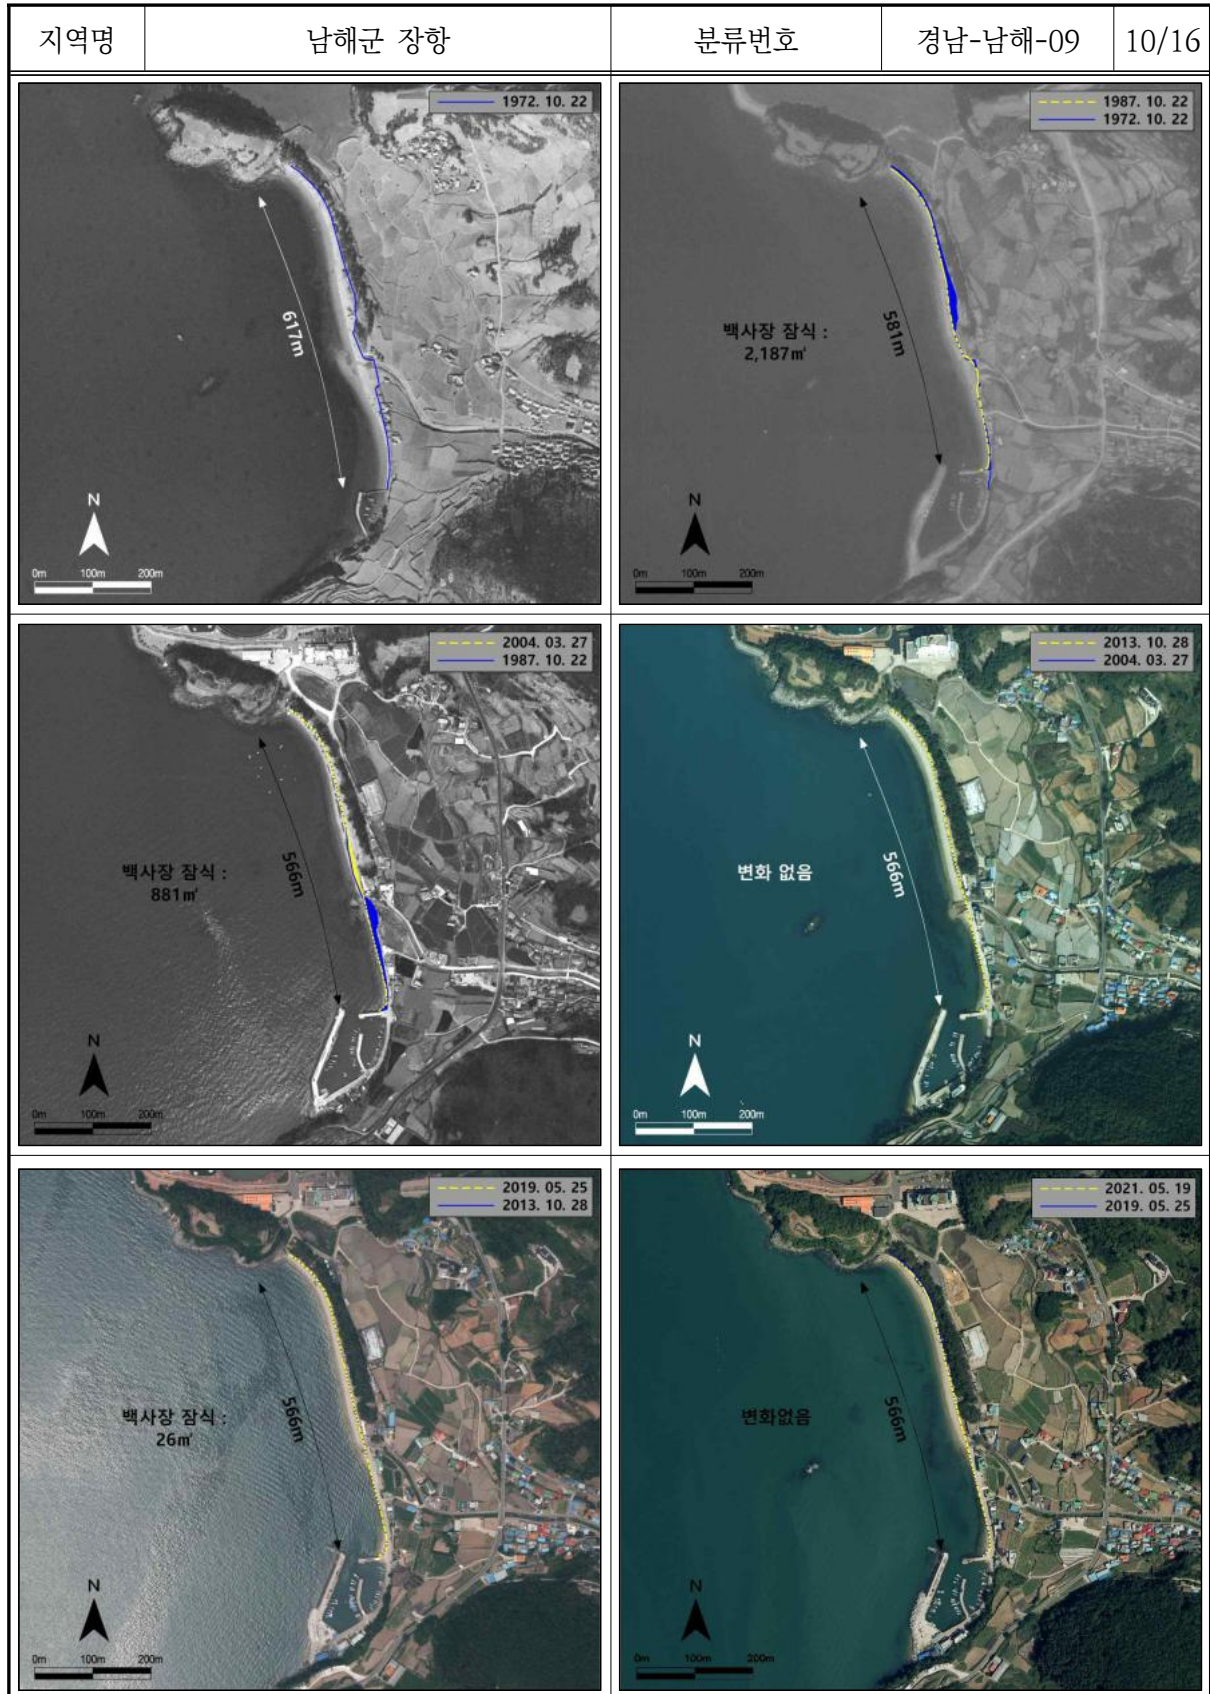 지역명 남해군 장항 분류번호 경남-남해-09 10/16
1972. 10. 22
617m
N
0m 100m 200m
1987. 10. 22
1972. 10. 22
백사장 잠식 :
2,187㎡
581m
N
0m 100m 200m
2004. 03. 27
1987. 10. 22
백사장 잠식 :
881㎡
566m
N
0m 100m 200m
2013. 10. 28
2004. 03. 27
변화 없음
566m
N
0m 100m 200m
2019. 05. 25
2013. 10. 28
백사장 잠식 :
26㎡
566m
N
0m 100m 200m
2021. 05. 19
2019. 05. 25
변화없음
566m
N
0m 100m 200m